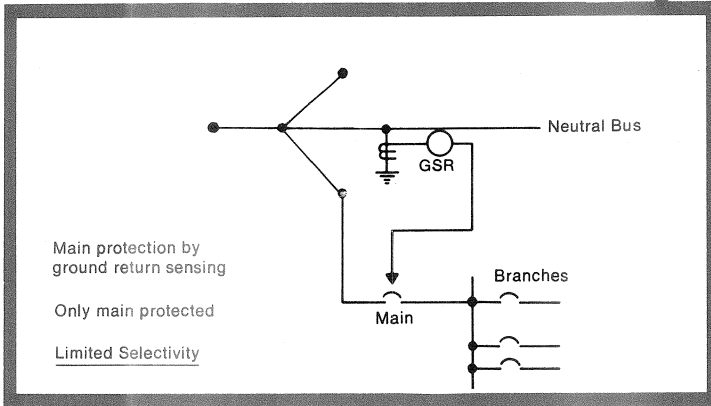 Neutral Bus
GSR
Main protection by
ground return sensing
Branches
Only main protected
Main
Limited Selectivity